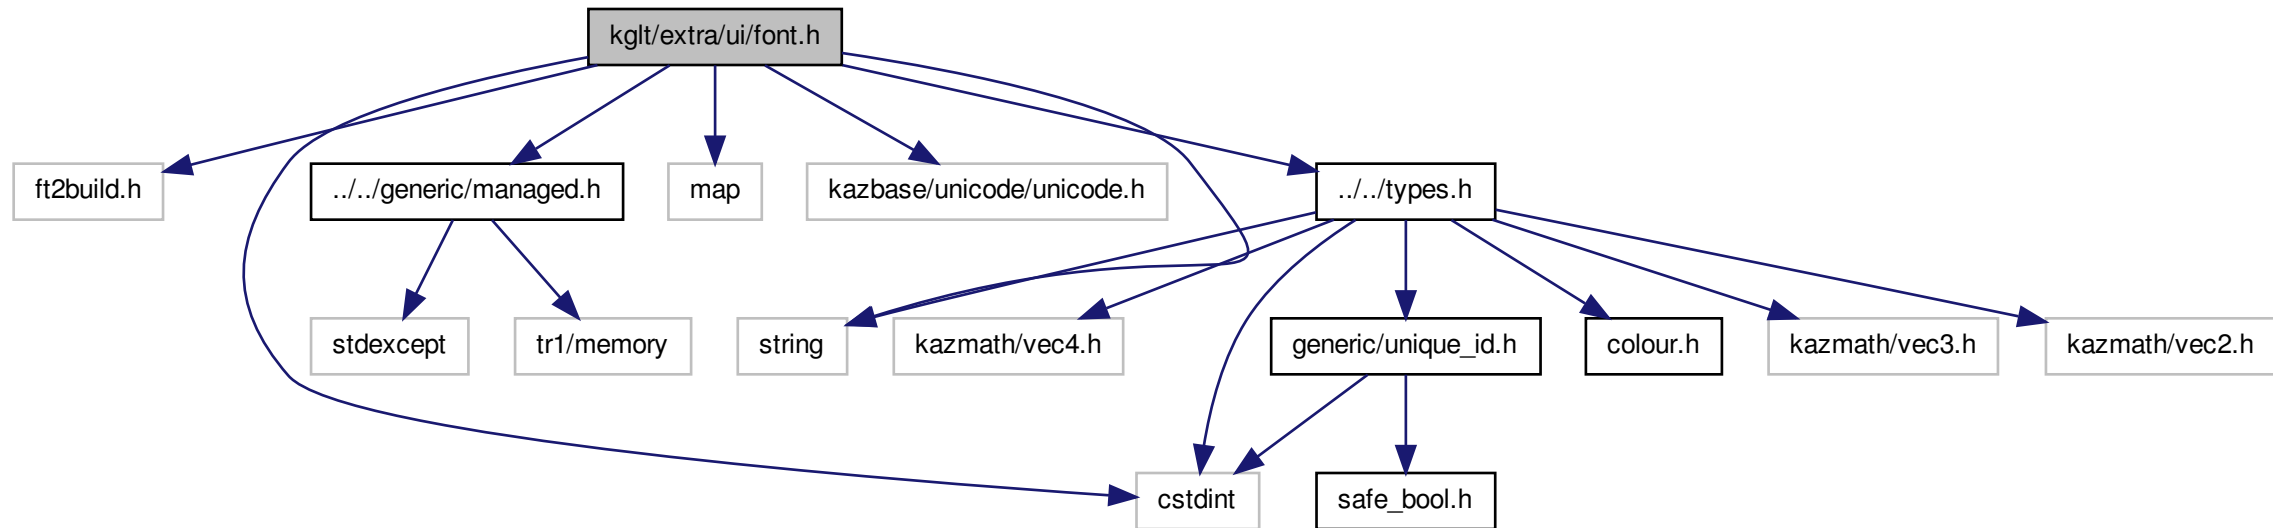 kglt/extra/ui/font.h
ft2build.h
../../generic/managed.h
map
kazbase/unicode/unicode.h
../../types.h
stdexcept
tr1/memory
string
kazmath/vec4.h
generic/unique_id.h
colour.h
kazmath/vec3.h
kazmath/vec2.h
cstdint
safe_bool.h